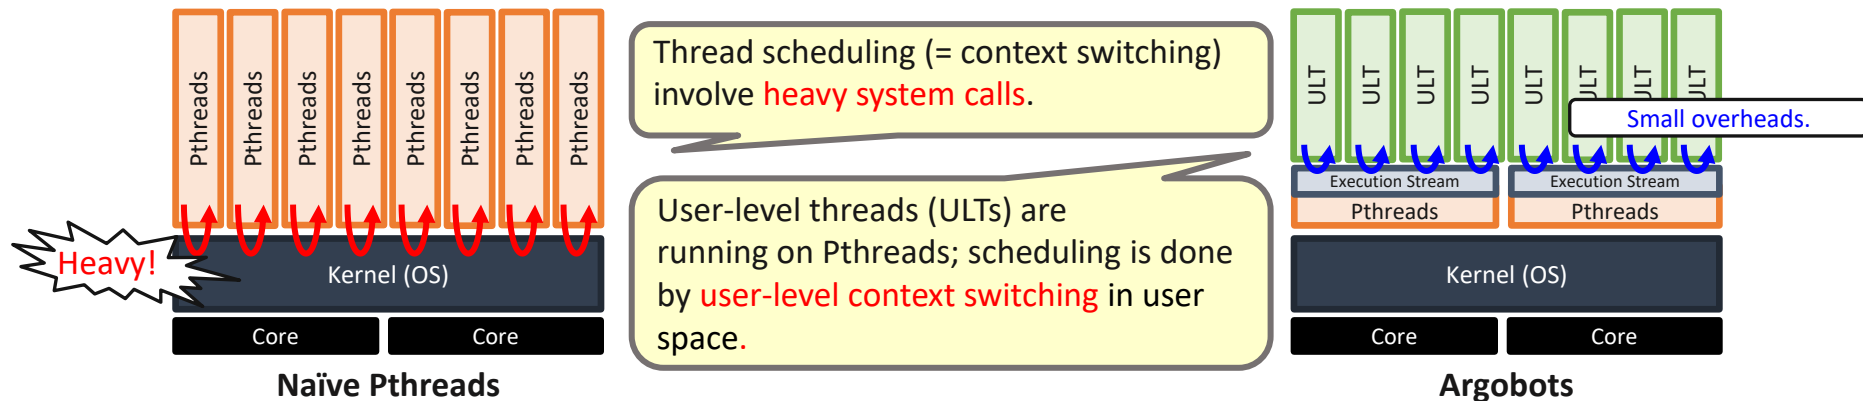 Pthreads
Pthreads
Pthreads
Pthreads
Pthreads
Pthreads
Pthreads
Pthreads
Heavy!
Kernel (OS)
Core
Core
Naïve Pthreads
Thread scheduling (= context switching)
involve heavy system calls.
User-level threads (ULTs) are
running on Pthreads; scheduling is done
by user-level context switching in user
space.
ULT
ULT
ULT
ULT
ULT
ULT
ULT
ULT
Small overheads.
Execution Stream
Execution Stream
Pthreads
Pthreads
Kernel (OS)
Core
Core
Argobots